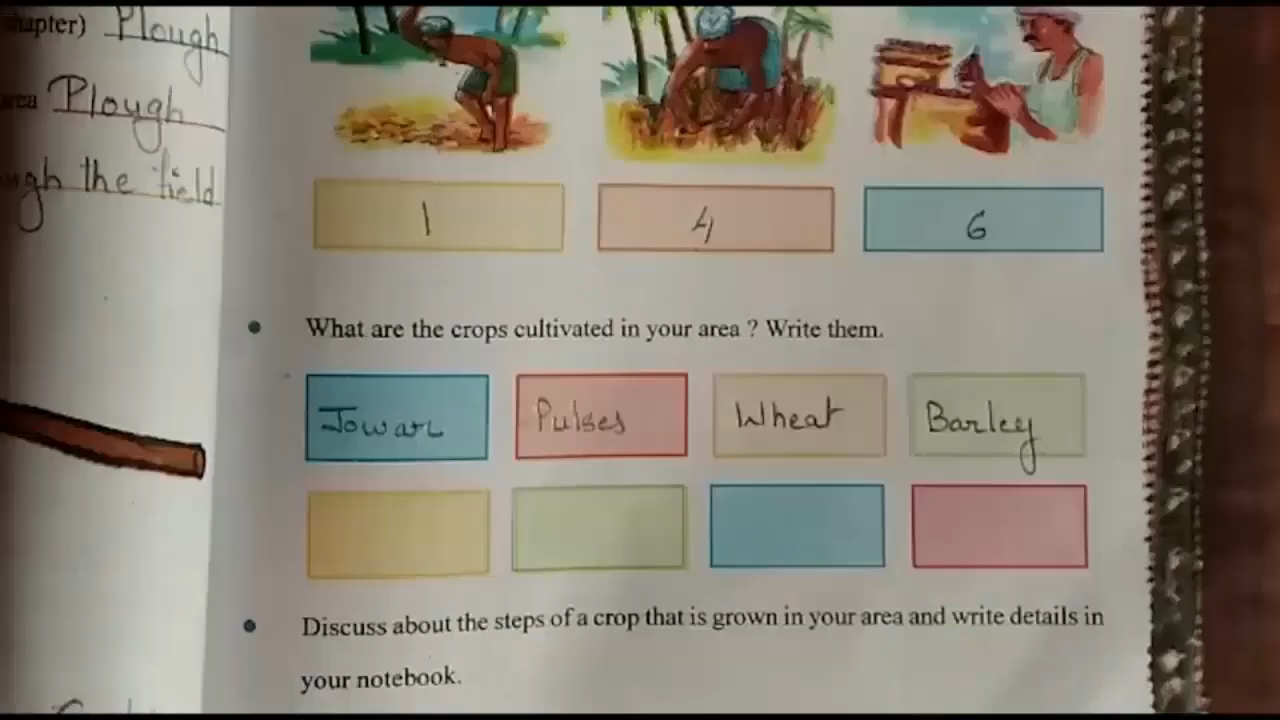 hapter) Plough
area Plough
ugh the field
1
4
6
What are the crops cultivated in your area ? Write them.
Jowar
Pulses
Wheat
Barley
Discuss about the steps of a crop that is grown in your area and write details in
your notebook.